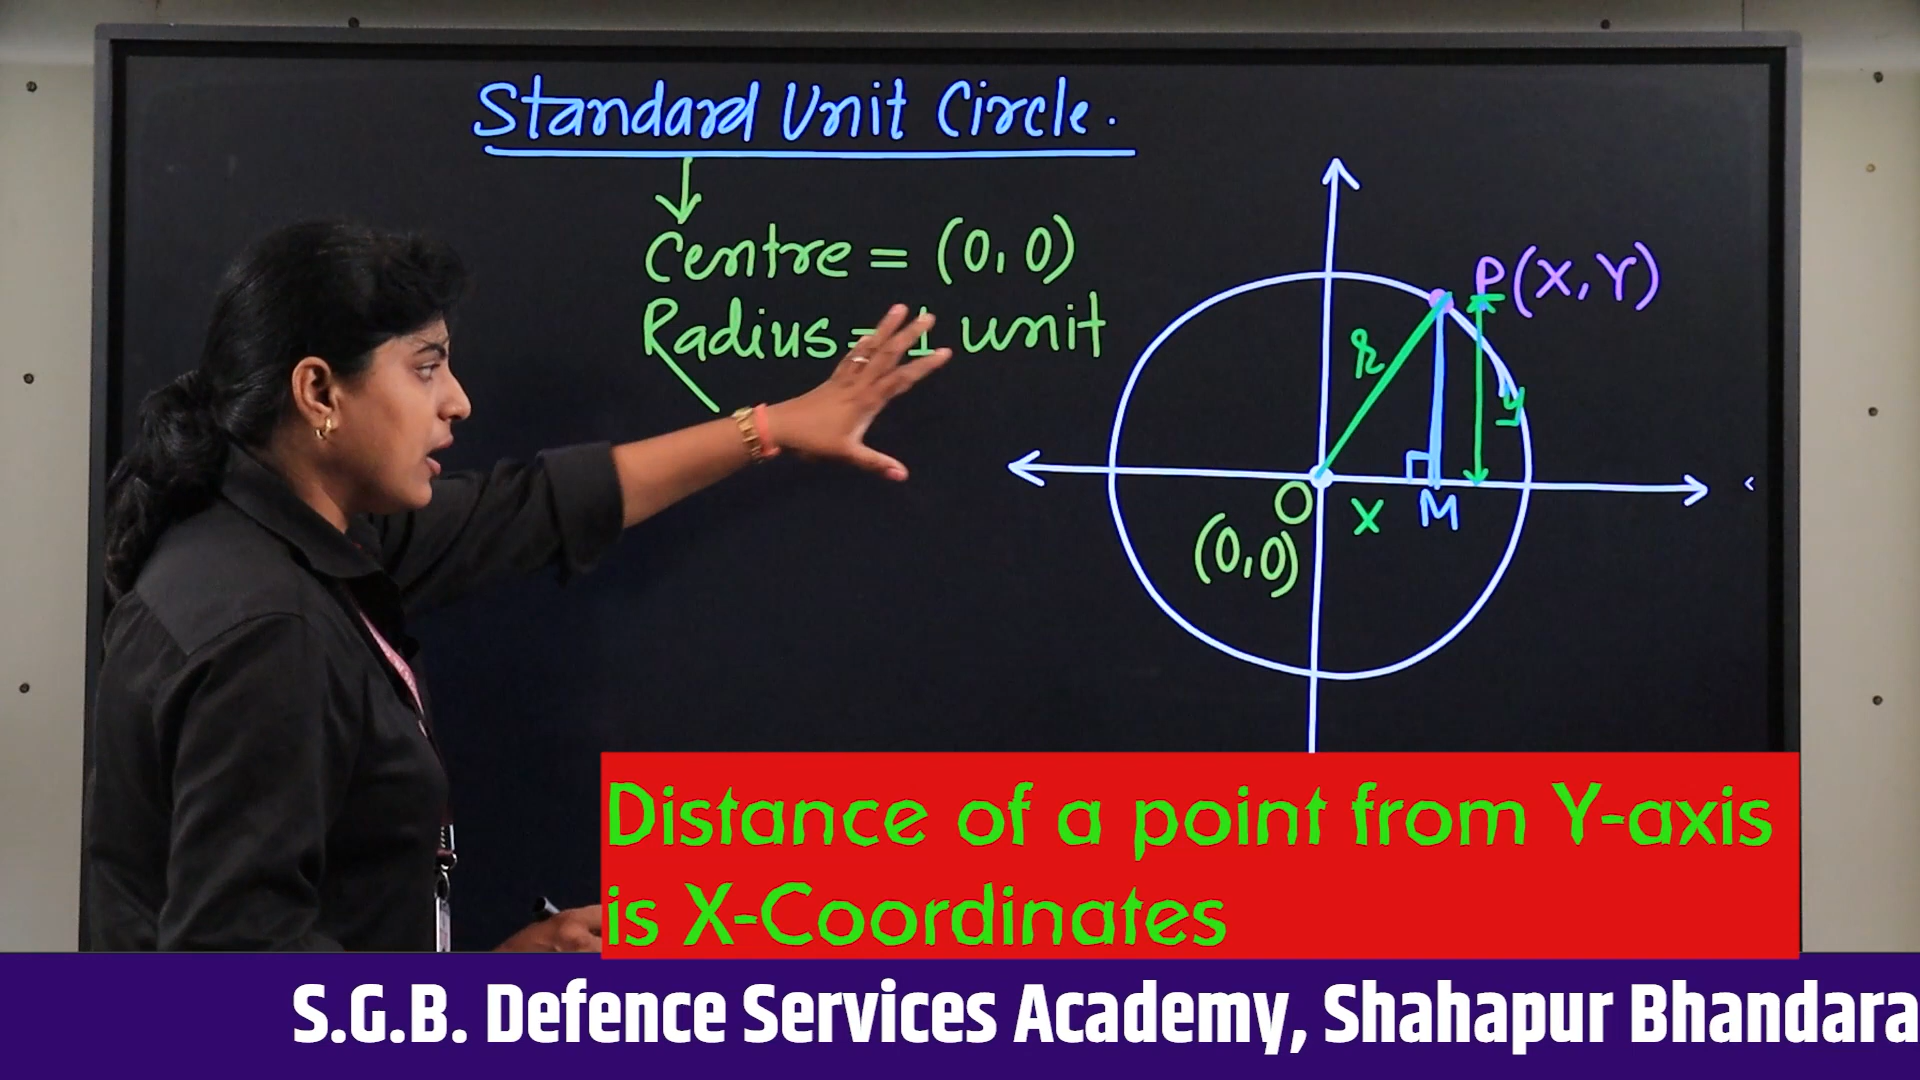 Standard Unit Circle.
Centre = (0, 0)
Radius = 1 unit
P(X, Y)
r
y
O
X
M
(0,0)
Distance of a point from Y-axis
is X-Coordinates
S.G.B. Defence Services Academy, Shahapur Bhandara